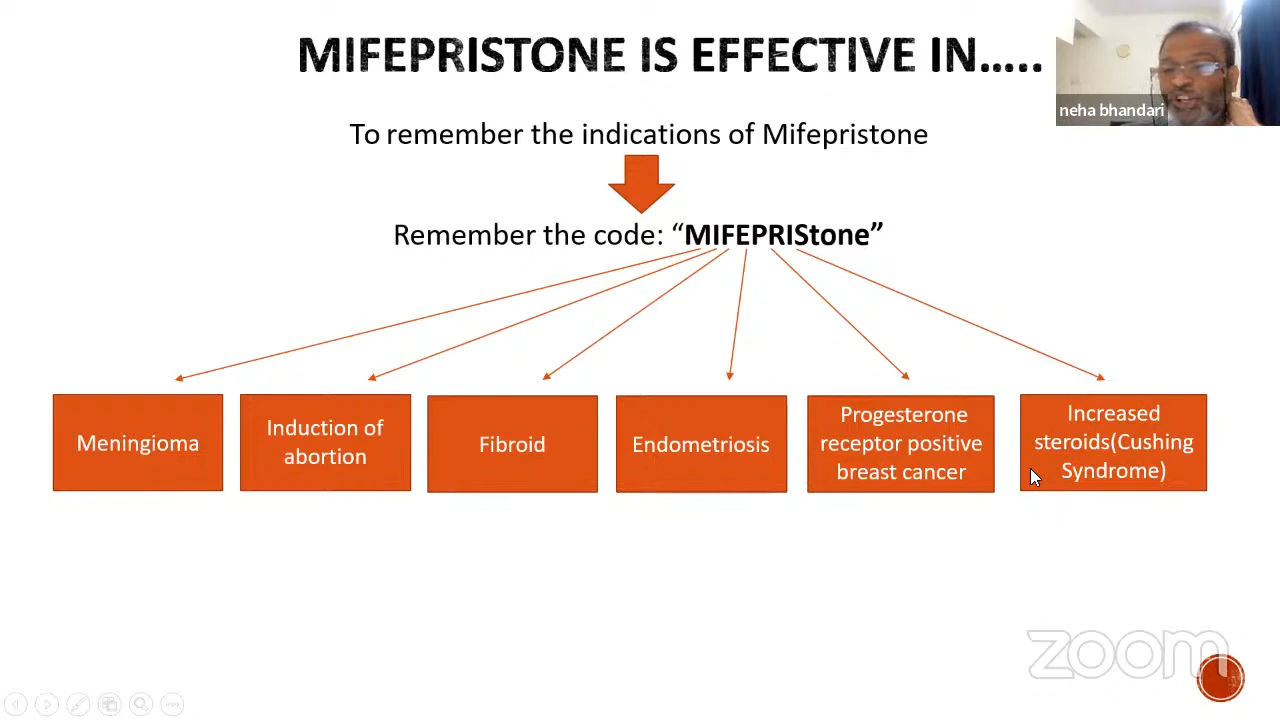 MIFEPRISTONE IS EFFECTIVE IN.....
neha bhandari
To remember the indications of Mifepristone
Remember the code: “MIFEPRIStone”
Meningioma
Induction of
abortion
Fibroid
Endometriosis
Progesterone
receptor positive
breast cancer
Increased
steroids(Cushing
Syndrome)
zoom